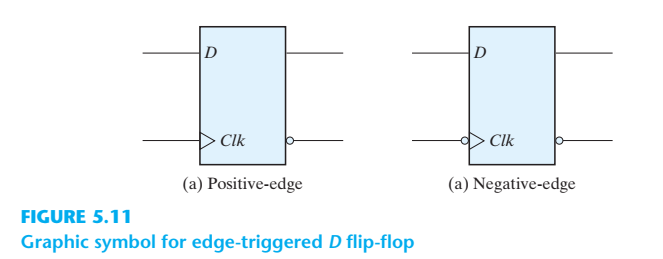 D D
Clk Clk
(a) Positive-edge (a) Negative-edge
FIGURE 5.11
Graphic symbol for edge-triggered D flip-flop